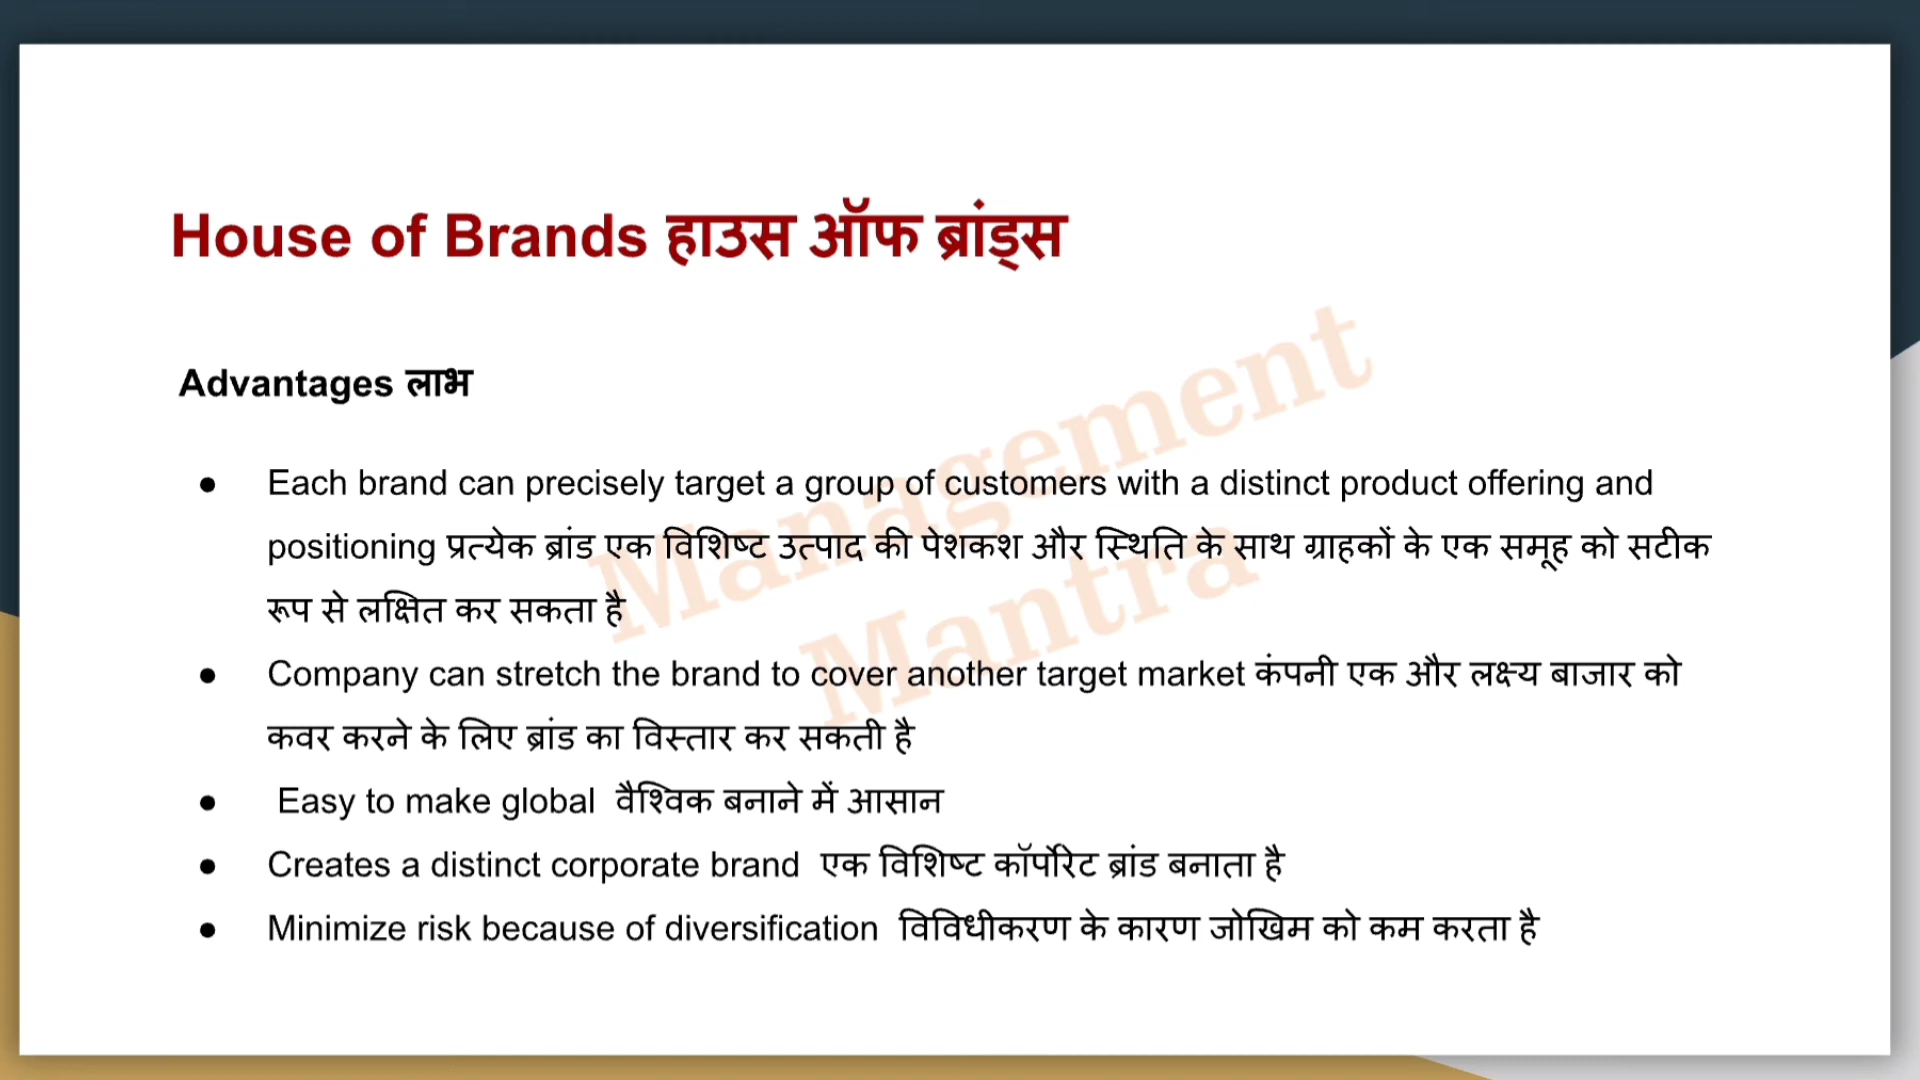 House of Brands हाउस ऑफ ब्रांड्स
Advantages लाभ
● Each brand can precisely target a group of customers with a distinct product offering and
positioning प्रत्येक ब्रांड एक विशिष्ट उत्पाद की पेशकश और स्थिति के साथ ग्राहकों के एक समूह को सटीक
रूप से लक्षित कर सकता है
● Company can stretch the brand to cover another target market कंपनी एक और लक्ष्य बाजार को
कवर करने के लिए ब्रांड का विस्तार कर सकती है
● Easy to make global वैश्विक बनाने में आसान
● Creates a distinct corporate brand एक विशिष्ट कॉर्पोरेट ब्रांड बनाता है
● Minimize risk because of diversification विविधीकरण के कारण जोखिम को कम करता है
Management
Mantra